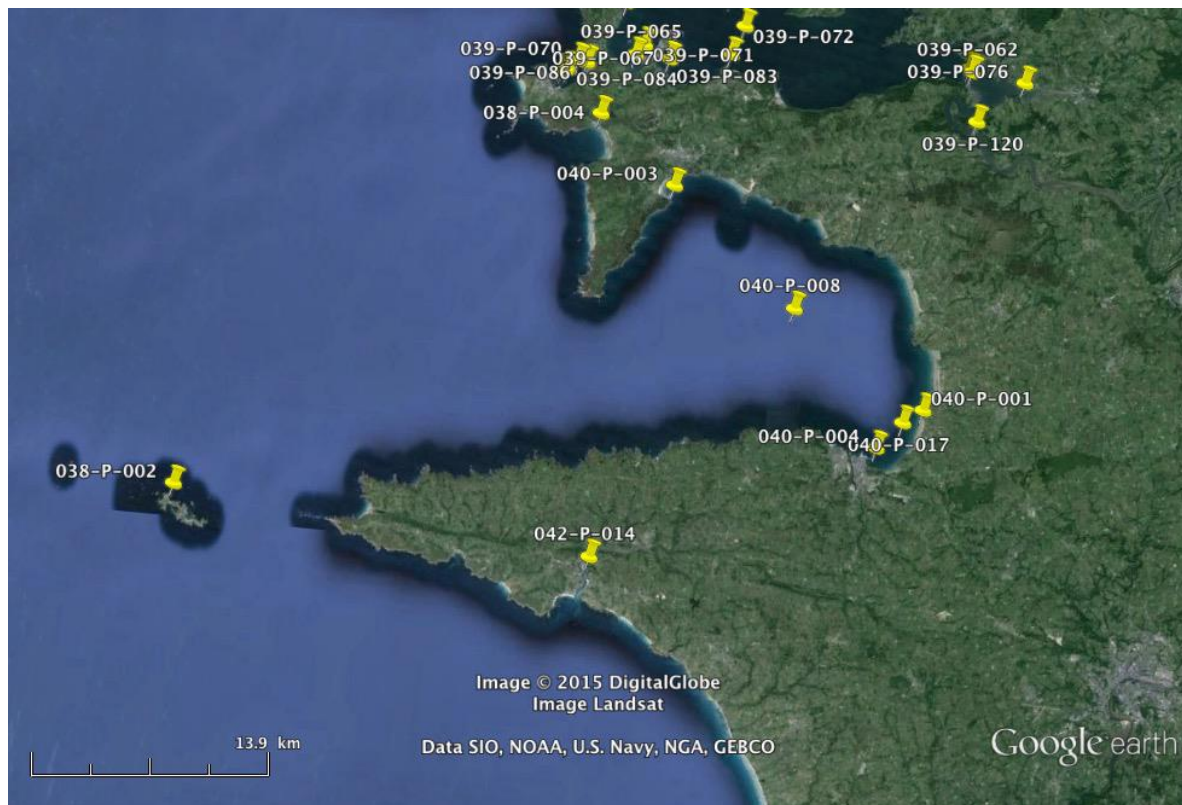 039-P-065
039-P-072
039-P-070
039-P-067
039-P-071
039-P-062
039-P-086
039-P-084
039-P-083
039-P-076
038-P-004
039-P-120
040-P-003
040-P-008
040-P-001
040-P-004
040-P-017
038-P-002
042-P-014
Image © 2015 DigitalGlobe
Image Landsat
Data SIO, NOAA, U.S. Navy, NGA, GEBCO
13.9 km
Google earth